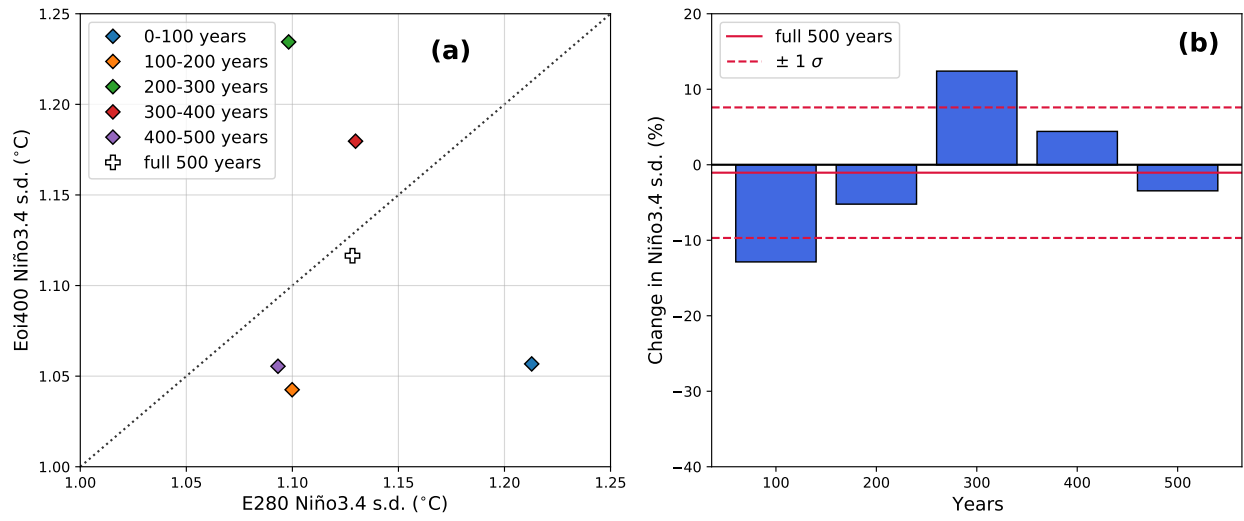 1.25
1.20
1.15
1.10
1.05
1.00
Eoi400 Niño3.4 s.d. (˚C)
0-100 years
100-200 years
200-300 years
300-400 years
400-500 years
full 500 years
(a)
1.00 1.05 1.10 1.15 1.20 1.25
E280 Niño3.4 s.d. (˚C)
20
10
0
−10
−20
−30
−40
Change in Niño3.4 s.d. (%)
full 500 years
± 1 σ
(b)
100 200 300 400 500
Years